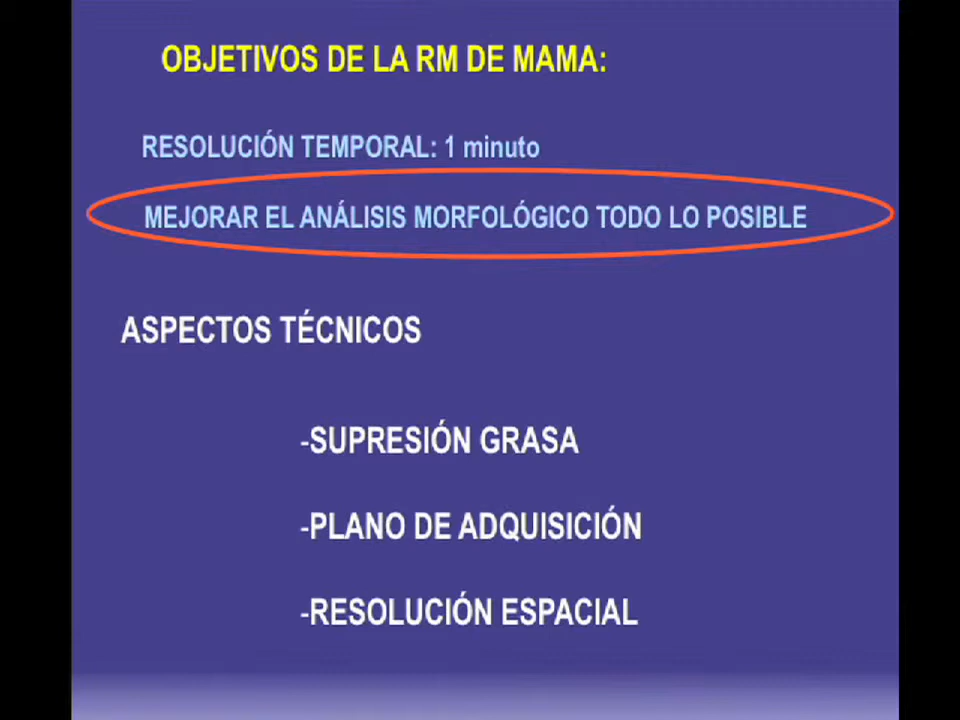 OBJETIVOS DE LA RM DE MAMA:
RESOLUCIÓN TEMPORAL: 1 minuto
MEJORAR EL ANÁLISIS MORFOLÓGICO TODO LO POSIBLE
ASPECTOS TÉCNICOS
-SUPRESIÓN GRASA
-PLANO DE ADQUISICIÓN
-RESOLUCIÓN ESPACIAL